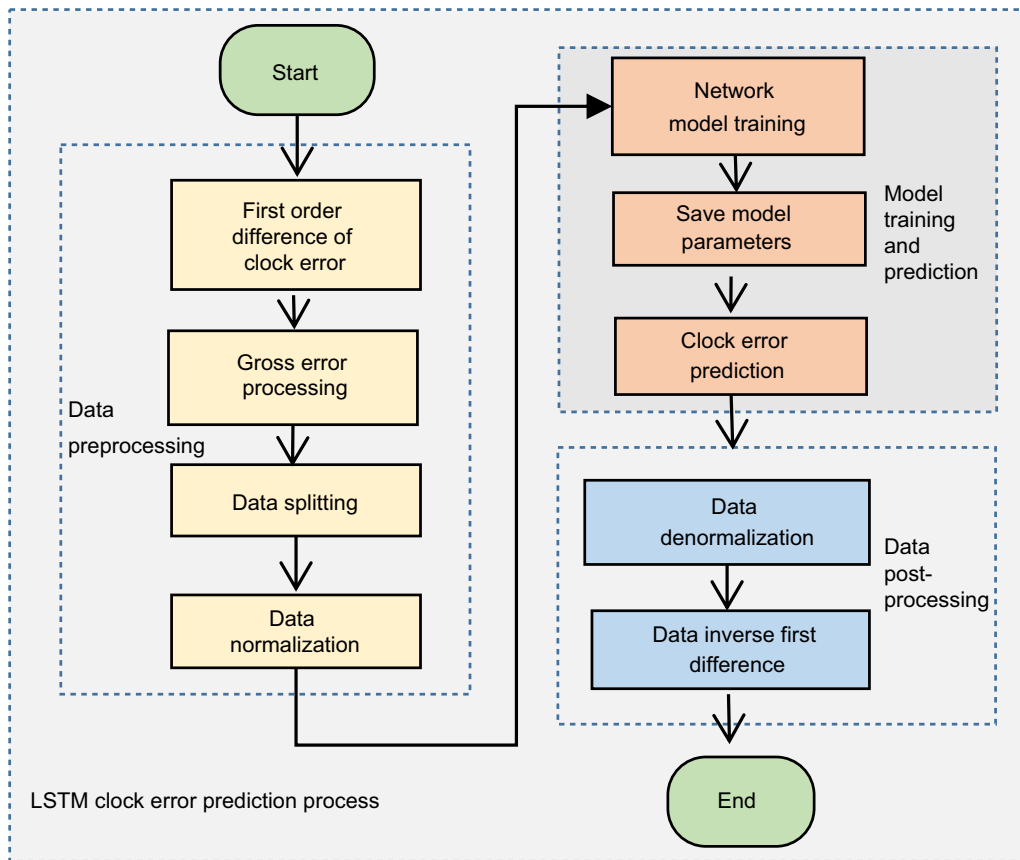 Start
First order
difference of
clock error
Gross error
processing
Data
preprocessing
Data splitting
Data
normalization
Network
model training
Save model
parameters
Model
training
and
prediction
Clock error
prediction
Data
denormalization
Data
post-
processing
Data inverse first
difference
End
LSTM clock error prediction process